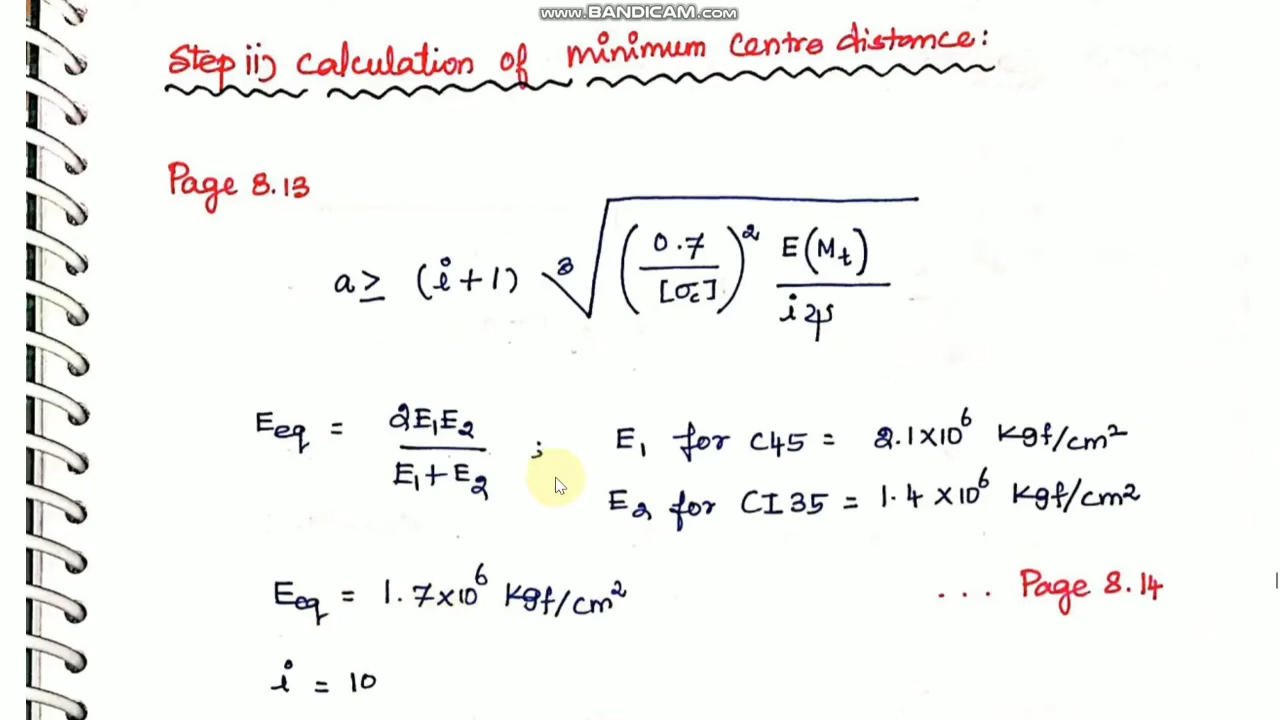 www.BANDICAM.com
Step ii) calculation of minimum centre distance:
Page 8.13
a ≥ (i+1) ∛((0.7/[σc])² E(Mt)/iψ)
Eeq = 2E₁E₂/(E₁+E₂) ; E₁ for C45 = 2.1×10⁶ kgf/cm²
E₂ for CI35 = 1.4×10⁶ kgf/cm²
Eeq = 1.7×10⁶ kgf/cm²
... Page 8.14
i = 10